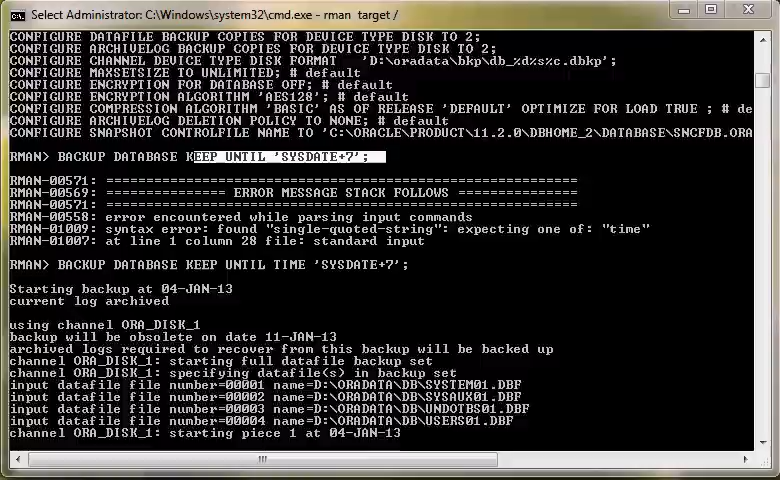 Select Administrator: C:\Windows\system32\cmd.exe - rman  target /
CONFIGURE DATAFILE BACKUP COPIES FOR DEVICE TYPE DISK TO 2;
CONFIGURE ARCHIVELOG BACKUP COPIES FOR DEVICE TYPE DISK TO 2;
CONFIGURE CHANNEL DEVICE TYPE DISK FORMAT   'D:\oradata\bkp\db_%d%s%c.dbkp';
CONFIGURE MAXSETSIZE TO UNLIMITED; # default
CONFIGURE ENCRYPTION FOR DATABASE OFF; # default
CONFIGURE ENCRYPTION ALGORITHM 'AES128'; # default
CONFIGURE COMPRESSION ALGORITHM 'BASIC' AS OF RELEASE 'DEFAULT' OPTIMIZE FOR LOAD TRUE ; # de
CONFIGURE ARCHIVELOG DELETION POLICY TO NONE; # default
CONFIGURE SNAPSHOT CONTROLFILE NAME TO 'C:\ORACLE\PRODUCT\11.2.0\DBHOME_2\DATABASE\SNCFDB.ORA
RMAN> BACKUP DATABASE KEEP UNTIL 'SYSDATE+7';
RMAN-00571: ===========================================================
RMAN-00569: =============== ERROR MESSAGE STACK FOLLOWS ===============
RMAN-00571: ===========================================================
RMAN-00558: error encountered while parsing input commands
RMAN-01009: syntax error: found "single-quoted-string": expecting one of: "time"
RMAN-01007: at line 1 column 28 file: standard input
RMAN> BACKUP DATABASE KEEP UNTIL TIME 'SYSDATE+7';
Starting backup at 04-JAN-13
current log archived
using channel ORA_DISK_1
backup will be obsolete on date 11-JAN-13
archived logs required to recover from this backup will be backed up
channel ORA_DISK_1: starting full datafile backup set
channel ORA_DISK_1: specifying datafile(s) in backup set
input datafile file number=00001 name=D:\ORADATA\DB\SYSTEM01.DBF
input datafile file number=00002 name=D:\ORADATA\DB\SYSAUX01.DBF
input datafile file number=00003 name=D:\ORADATA\DB\UNDOTBS01.DBF
input datafile file number=00004 name=D:\ORADATA\DB\USERS01.DBF
channel ORA_DISK_1: starting piece 1 at 04-JAN-13